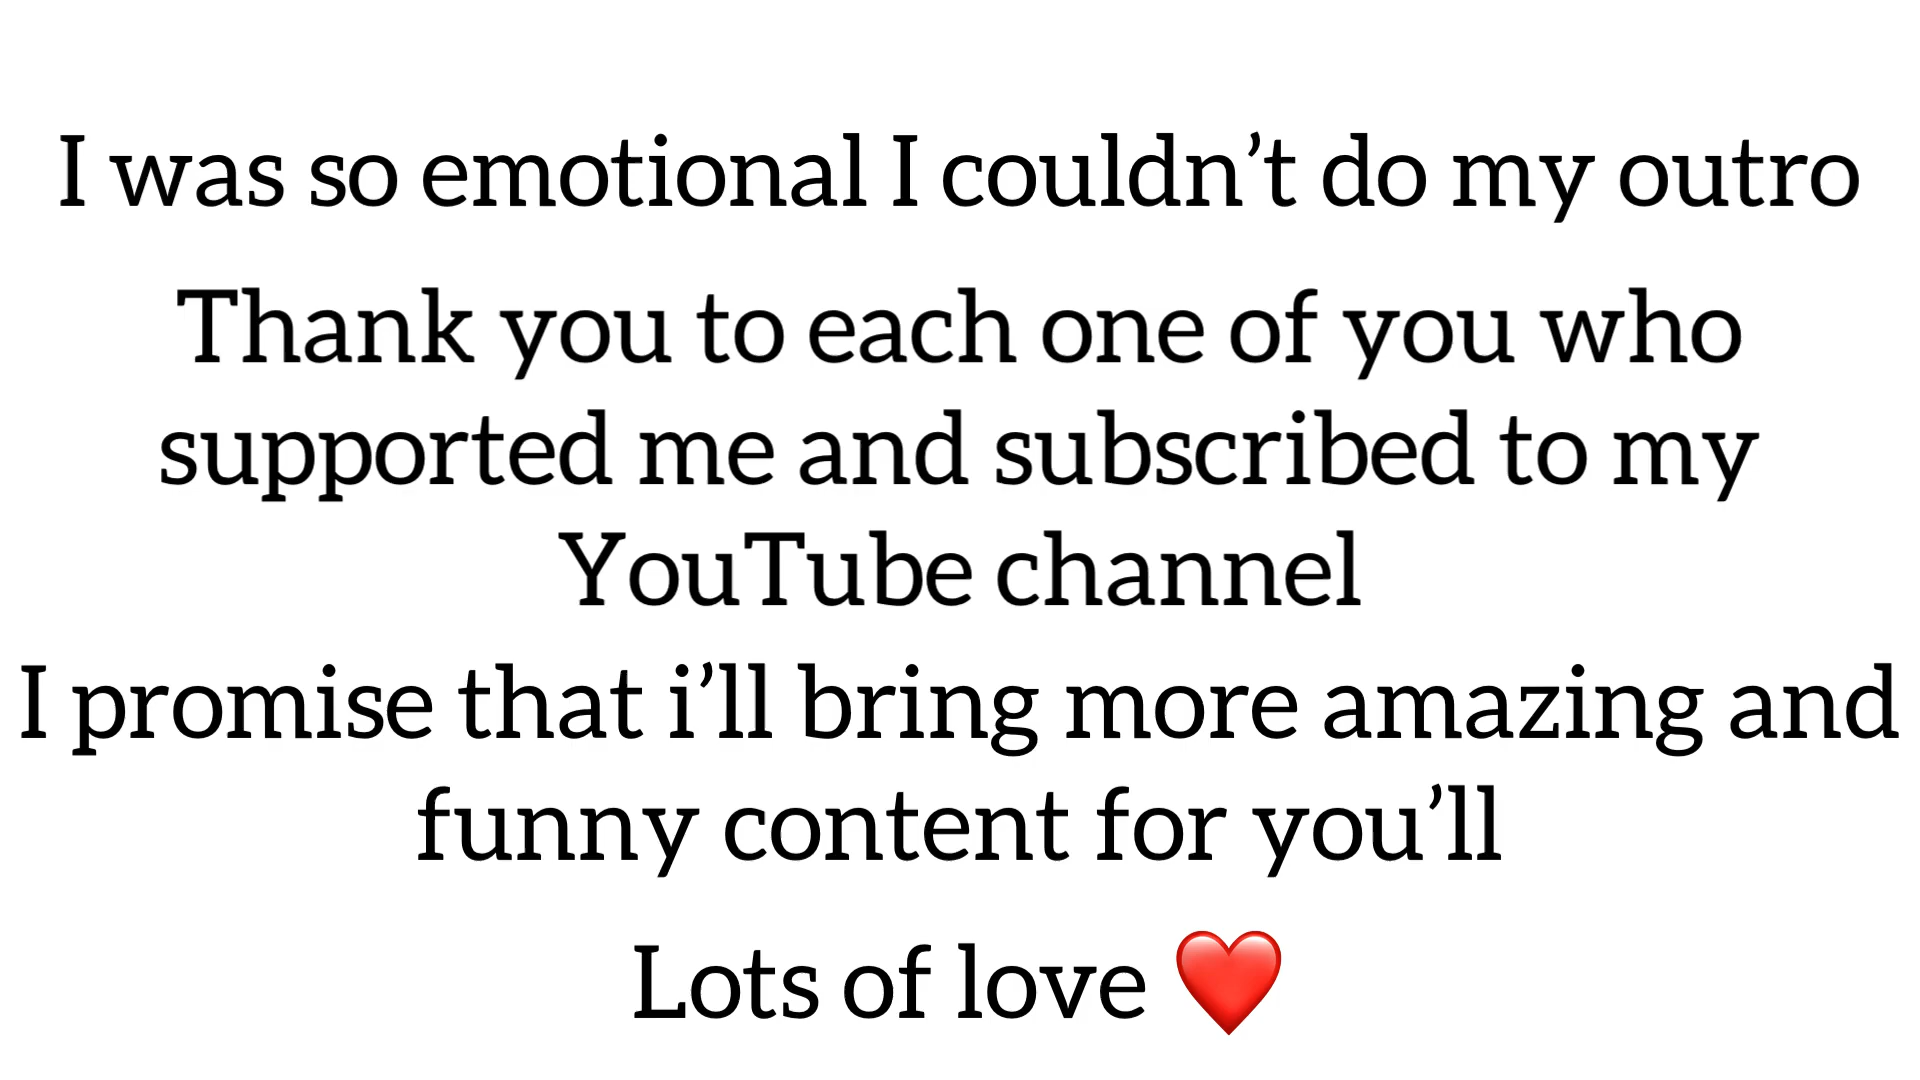 I was so emotional I couldn’t do my outro
Thank you to each one of you who
supported me and subscribed to my
YouTube channel
I promise that i’ll bring more amazing and
funny content for you’ll
Lots of love ❤️